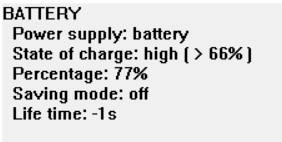 BATTERY
Power supply: battery
State of charge: high ( > 66% )
Percentage: 77%
Saving mode: off
Life time: -1s